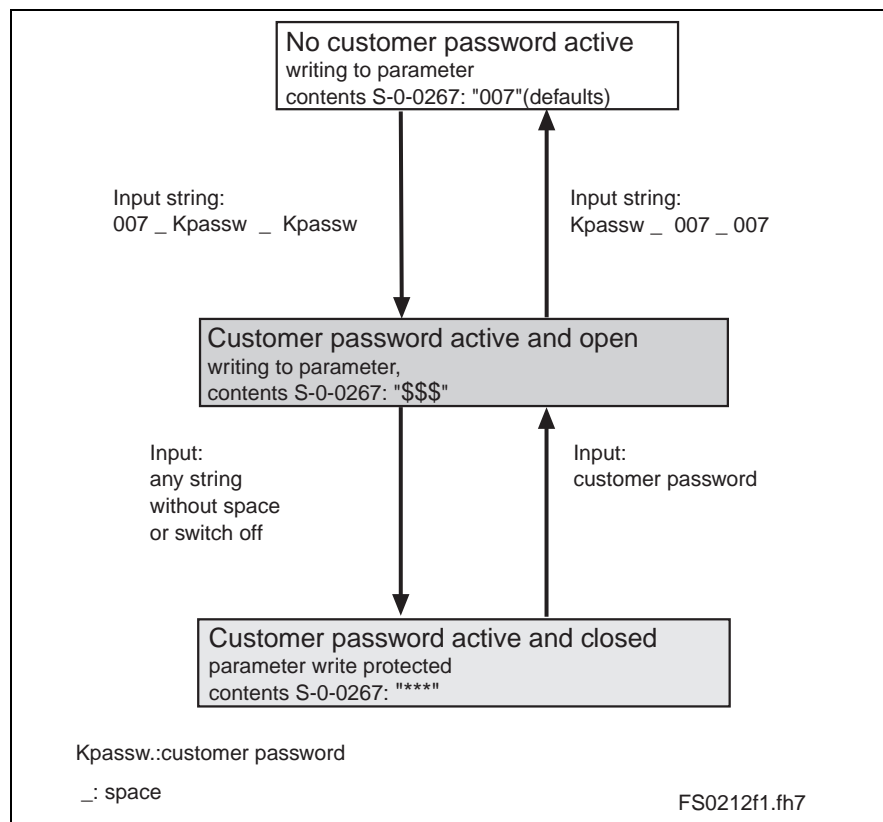 No customer password active
writing to parameter
contents S-0-0267: "007"(defaults)
Input string:
007 _ Kpassw _ Kpassw
Input string:
Kpassw _ 007 _ 007
Customer password active and open
writing to parameter,
contents S-0-0267: "$$$"
Input:
any string
without space
or switch off
Input:
customer password
Customer password active and closed
parameter write protected
contents S-0-0267: "***"
Kpassw.:customer password
_: space
FS0212f1.fh7